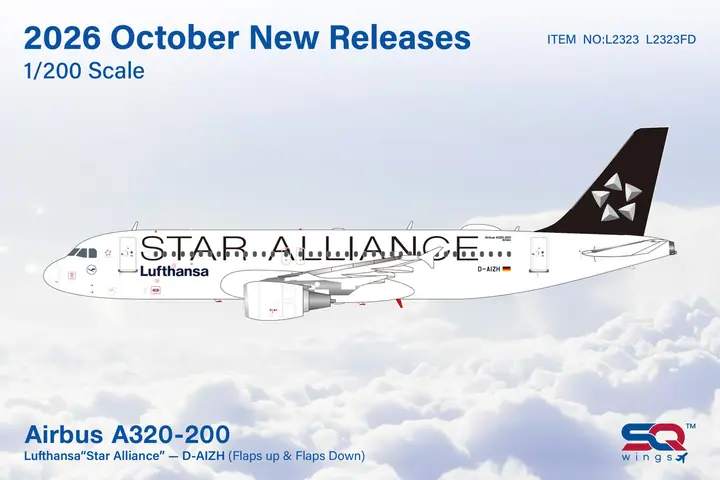 2026 October New Releases
ITEM NO:L2323 L2323FD
1/200 Scale
STAR ALLIANCE
Lufthansa
D-AIZH
Airbus A320-200
Lufthansa"Star Alliance" — D-AIZH (Flaps up & Flaps Down)
SQ™
wings